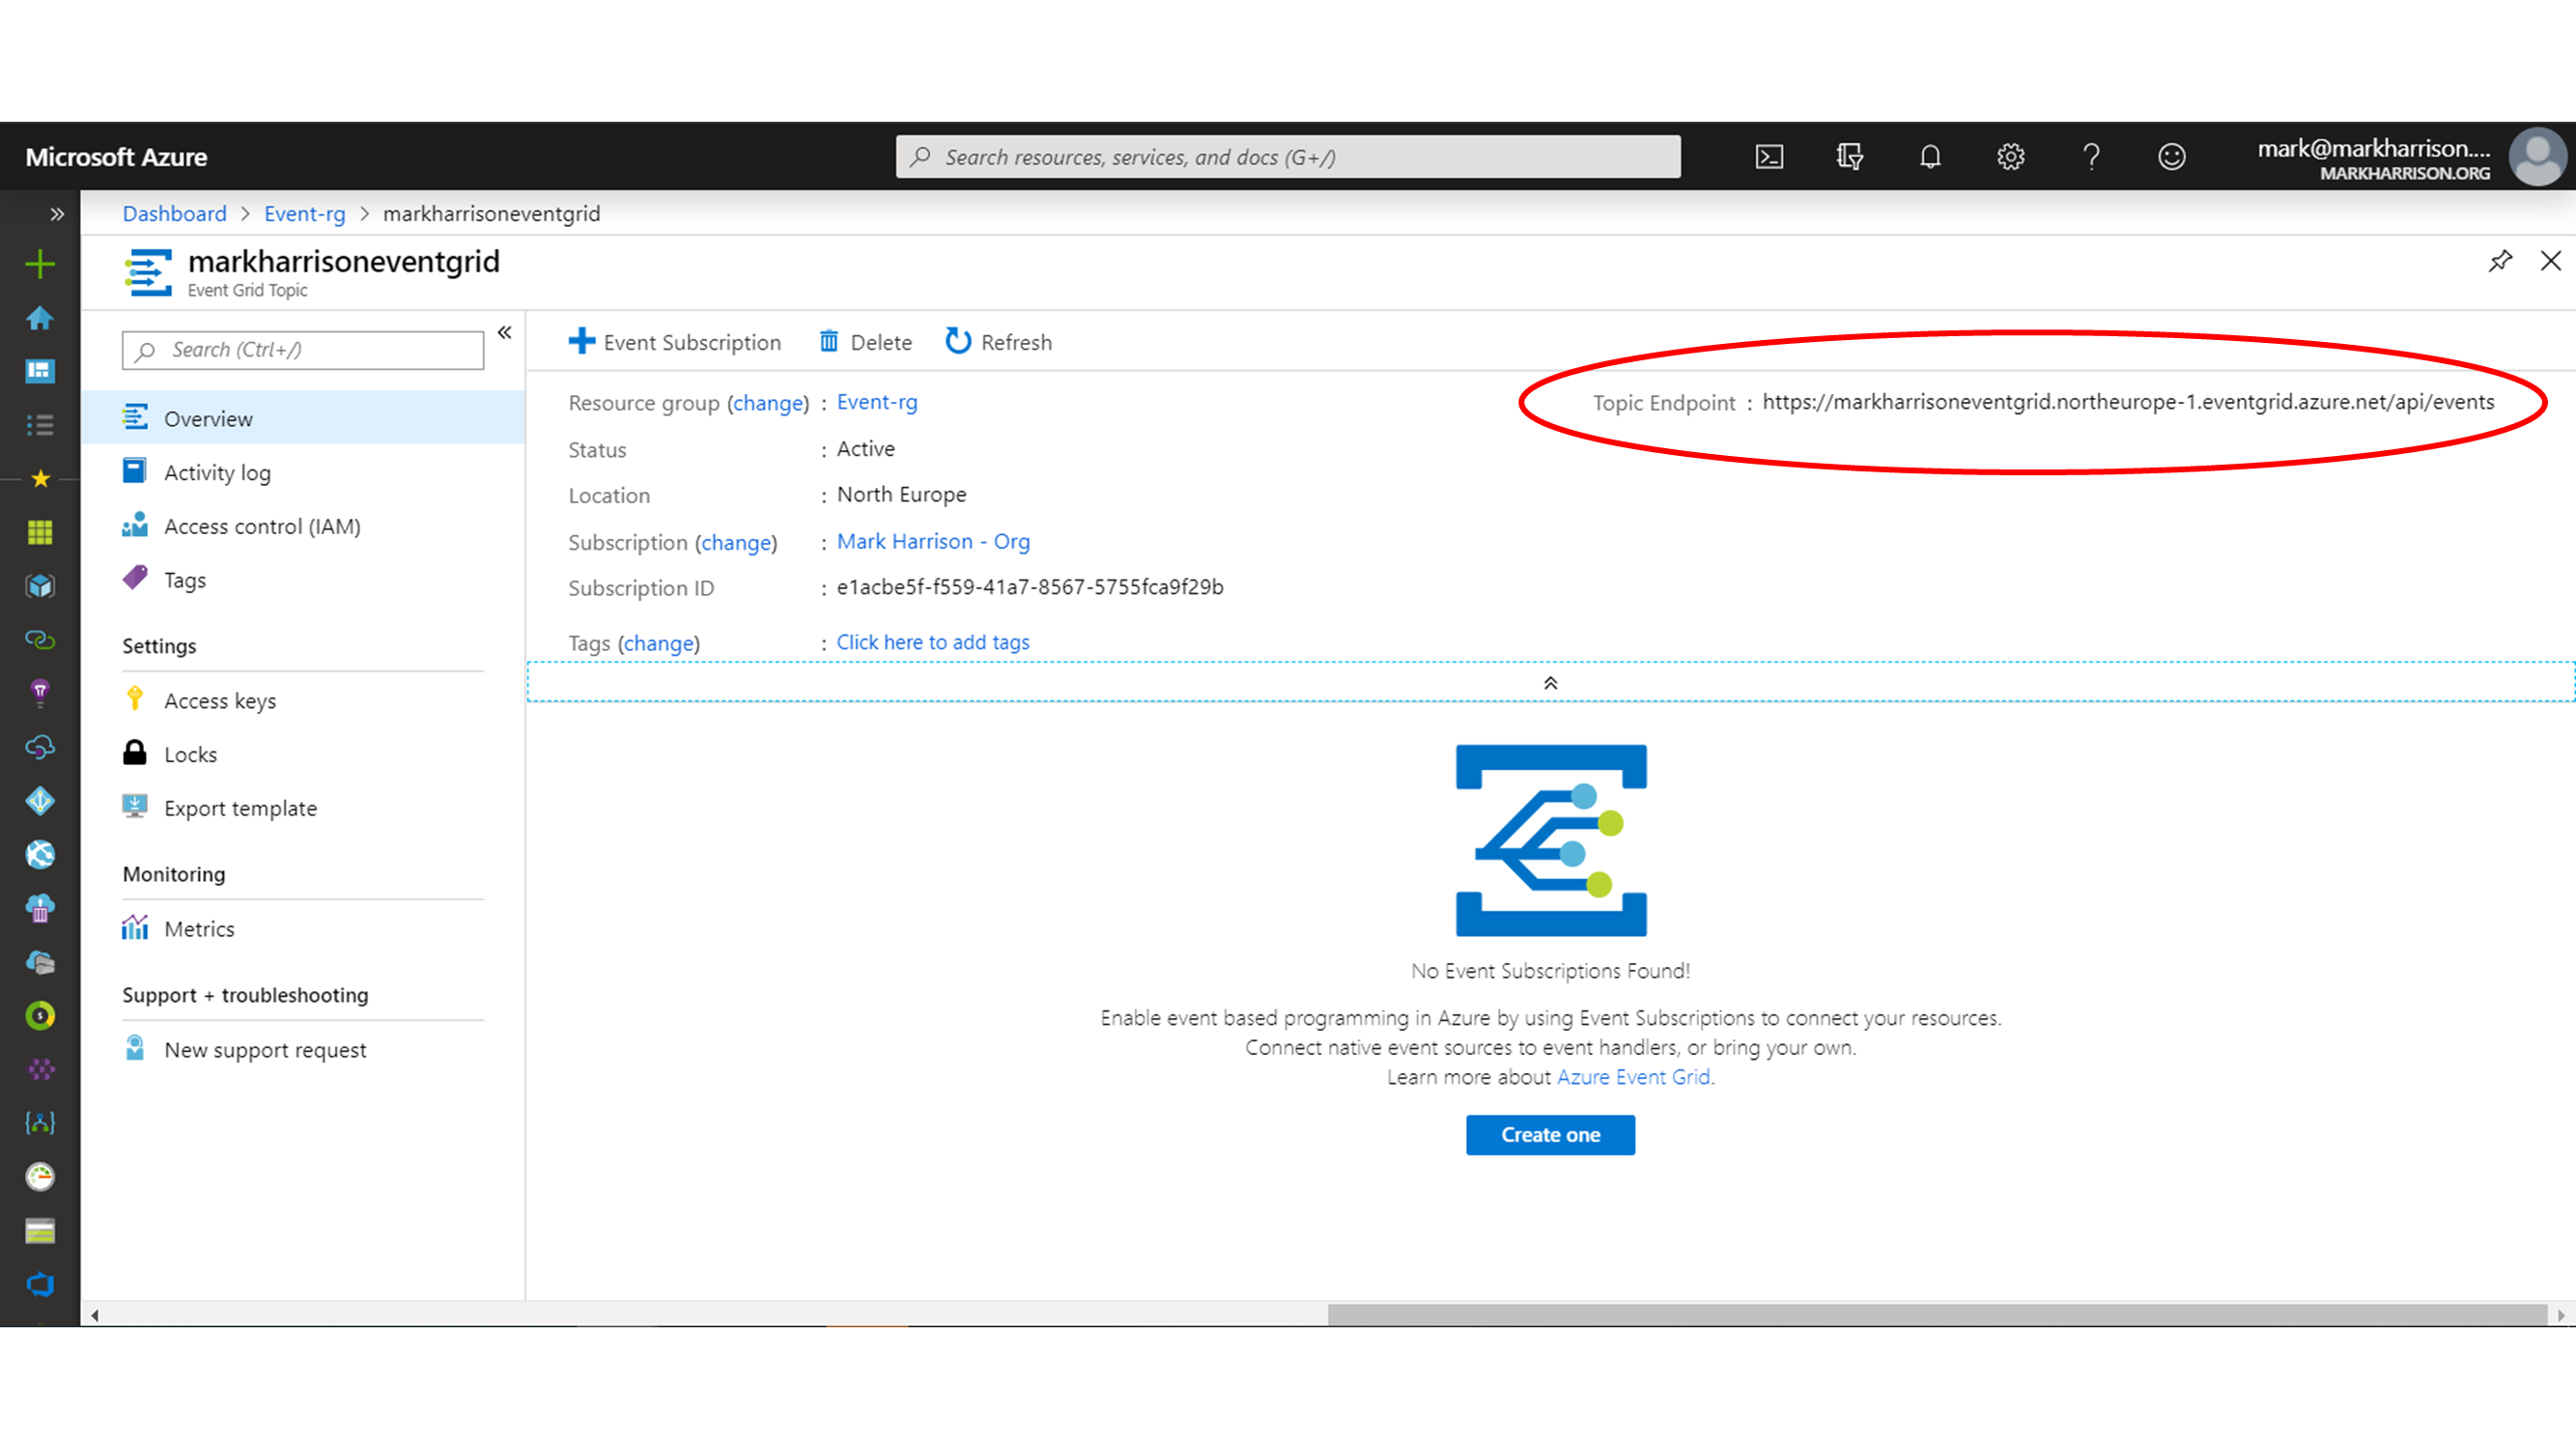 Microsoft Azure
Search resources, services, and docs (G+/)
mark@markharrison....
MARKHARRISON.ORG
Dashboard > Event-rg > markharrisoneventgrid
markharrisoneventgrid
Event Grid Topic
Search (Ctrl+/)
Overview
Activity log
Access control (IAM)
Tags
Settings
Access keys
Locks
Export template
Monitoring
Metrics
Support + troubleshooting
New support request
Event Subscription Delete Refresh
Resource group (change) : Event-rg
Status : Active
Location : North Europe
Subscription (change) : Mark Harrison - Org
Subscription ID : e1acbe5f-f559-41a7-8567-5755fca9f29b
Tags (change) : Click here to add tags
Topic Endpoint : https://markharrisoneventgrid.northeurope-1.eventgrid.azure.net/api/events
No Event Subscriptions Found!
Enable event based programming in Azure by using Event Subscriptions to connect your resources.
Connect native event sources to event handlers, or bring your own.
Learn more about Azure Event Grid.
Create one